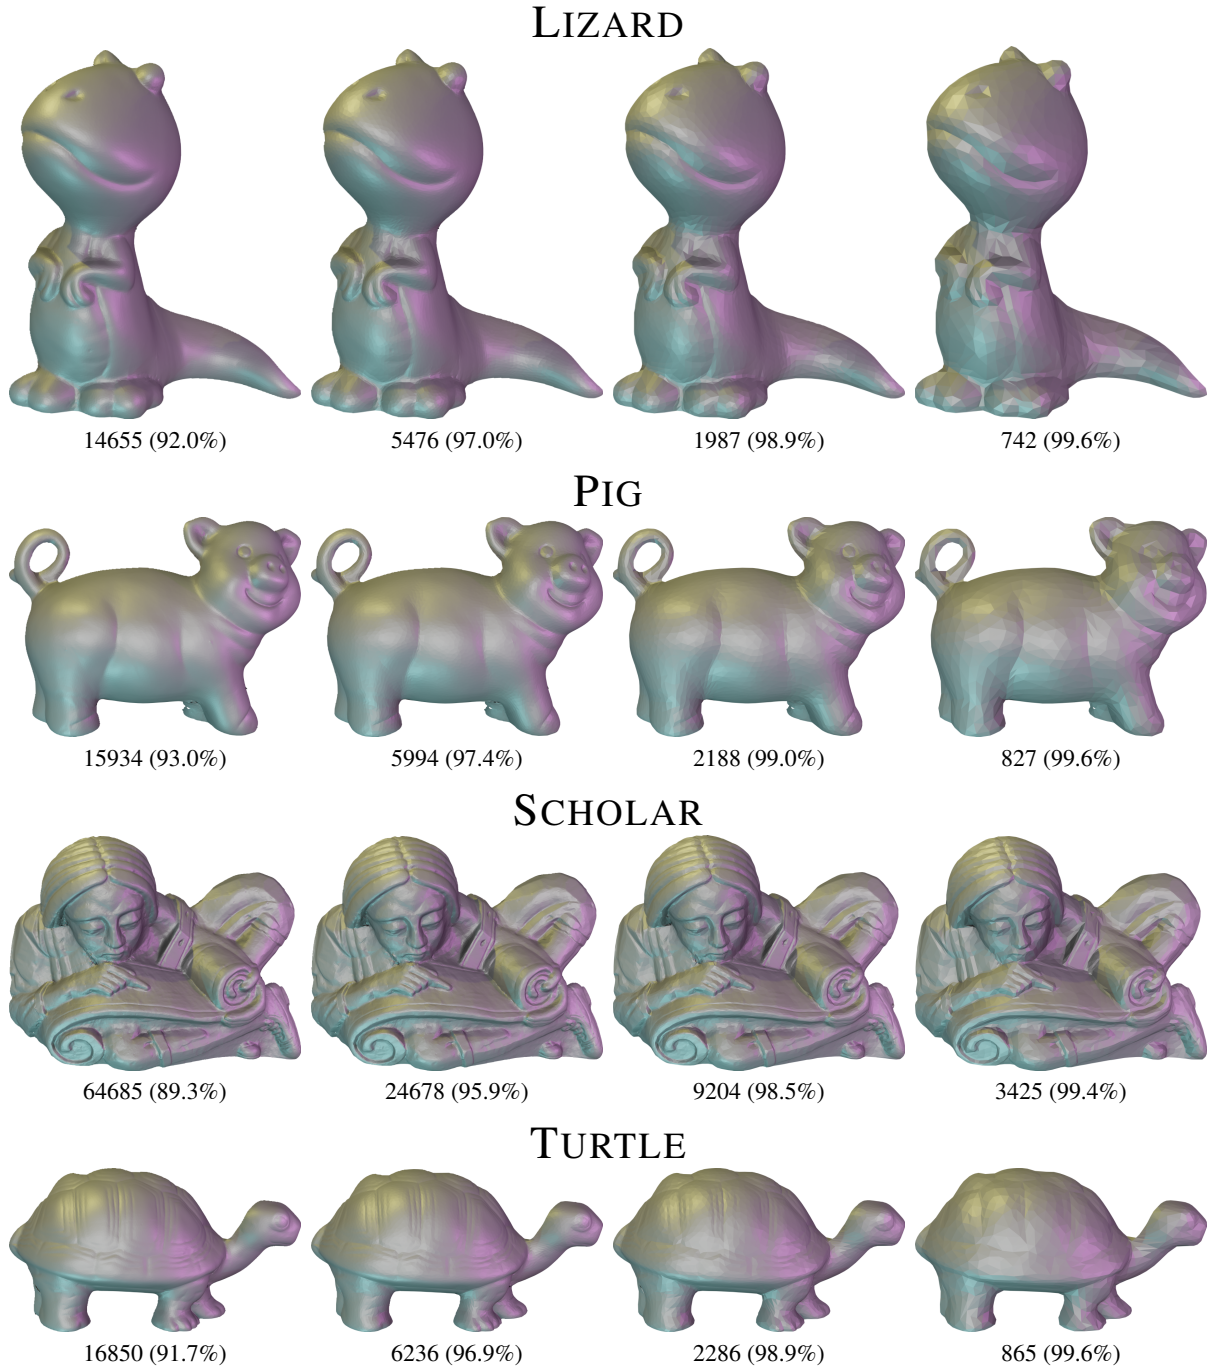 LIZARD
14655 (92.0%) 5476 (97.0%) 1987 (98.9%) 742 (99.6%)
PIG
15934 (93.0%) 5994 (97.4%) 2188 (99.0%) 827 (99.6%)
SCHOLAR
64685 (89.3%) 24678 (95.9%) 9204 (98.5%) 3425 (99.4%)
TURTLE
16850 (91.7%) 6236 (96.9%) 2286 (98.9%) 865 (99.6%)